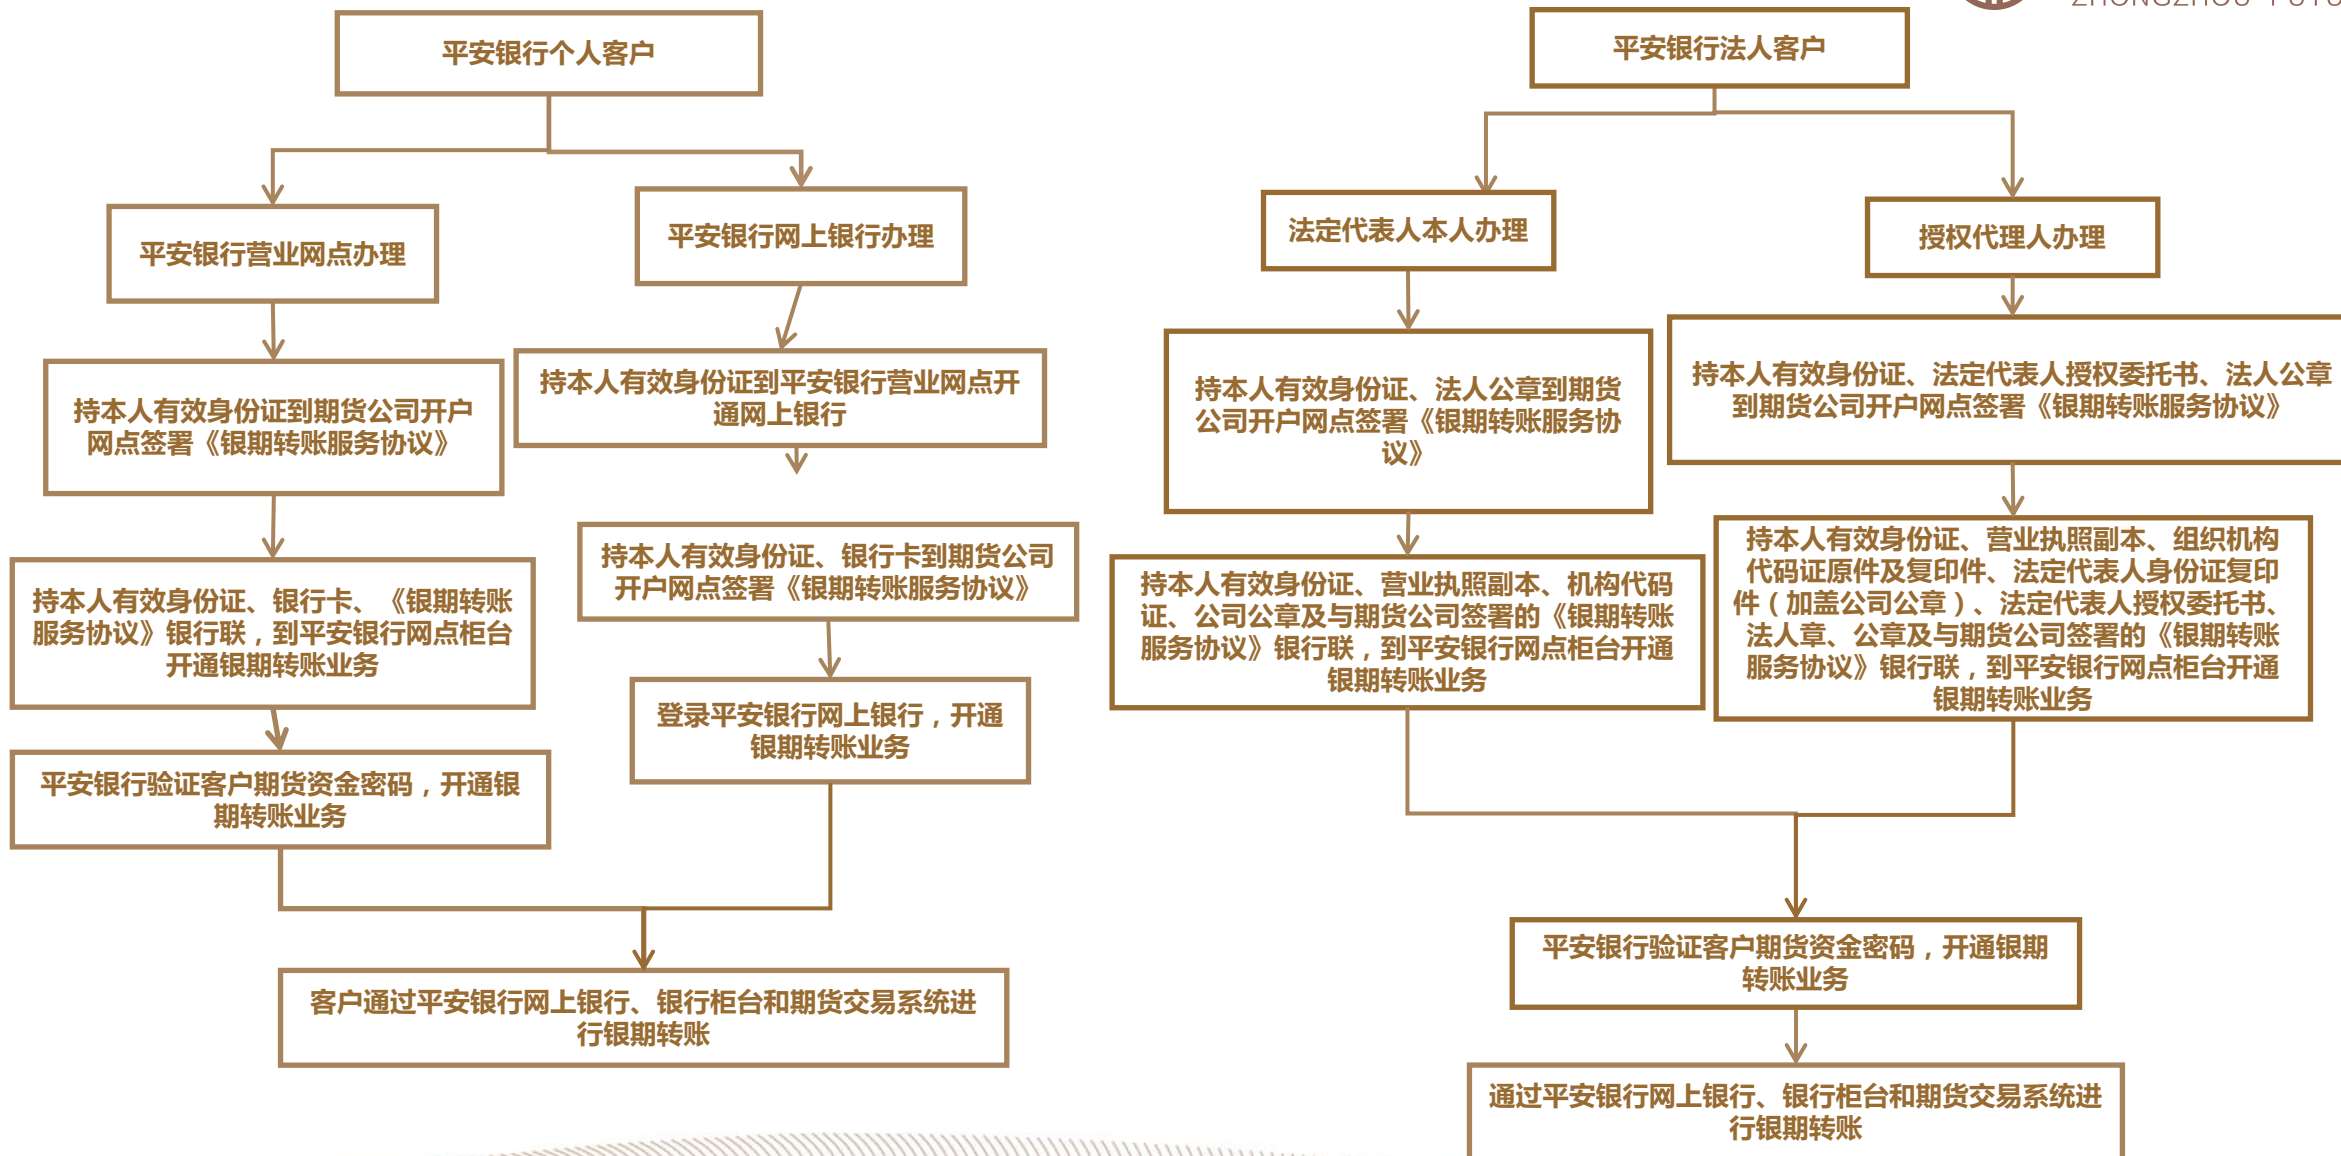 ZHONGZHOU FUTU
平安银行个人客户
平安银行营业网点办理
持本人有效身份证到期货公司开户
网点签署《银期转账服务协议》
持本人有效身份证、银行卡、《银期转账
服务协议》银行联，到平安银行网点柜台
开通银期转账业务
平安银行验证客户期货资金密码，开通银
期转账业务
平安银行网上银行办理
持本人有效身份证到平安银行营业网点开
通网上银行
持本人有效身份证、银行卡到期货公司
开户网点签署《银期转账服务协议》
登录平安银行网上银行，开通
银期转账业务
客户通过平安银行网上银行、银行柜台和期货交易系统进
行银期转账
平安银行法人客户
法定代表人本人办理
持本人有效身份证、法人公章到期货
公司开户网点签署《银期转账服务协
议》
持本人有效身份证、营业执照副本、机构代码
证、公司公章及与期货公司签署的《银期转账
服务协议》银行联，到平安银行网点柜台开通
银期转账业务
授权代理人办理
持本人有效身份证、法定代表人授权委托书、法人公章
到期货公司开户网点签署《银期转账服务协议》
持本人有效身份证、营业执照副本、组织机构
代码证原件及复印件、法定代表人身份证复印
件（加盖公司公章）、法定代表人授权委托书、
法人章、公章及与期货公司签署的《银期转账
服务协议》银行联，到平安银行网点柜台开通
银期转账业务
平安银行验证客户期货资金密码，开通银期
转账业务
通过平安银行网上银行、银行柜台和期货交易系统进
行银期转账